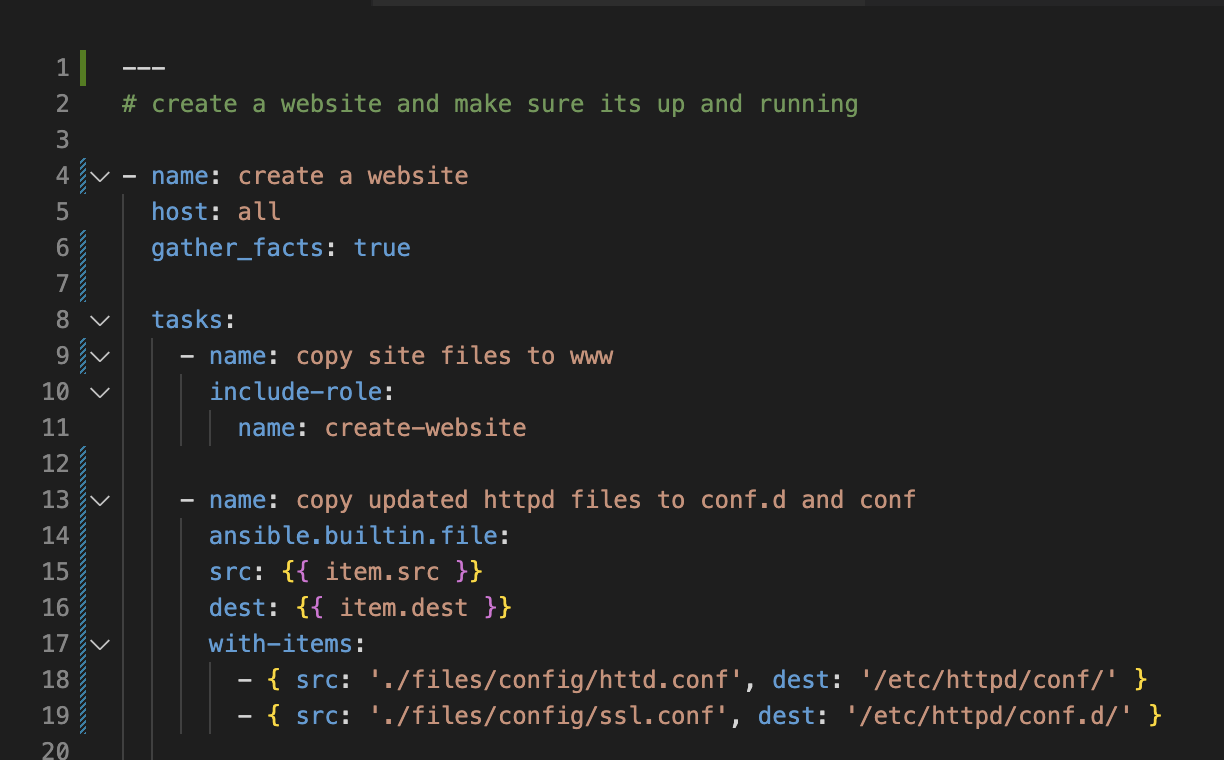 1 ---
2 # create a website and make sure its up and running
3
4 - name: create a website
5 host: all
6 gather_facts: true
7
8 tasks:
9 - name: copy site files to www
10 include-role:
11 name: create-website
12
13 - name: copy updated httpd files to conf.d and conf
14 ansible.builtin.file:
15 src: {{ item.src }}
16 dest: {{ item.dest }}
17 with-items:
18 - { src: './files/config/httd.conf', dest: '/etc/httpd/conf/' }
19 - { src: './files/config/ssl.conf', dest: '/etc/httpd/conf.d/' }
20